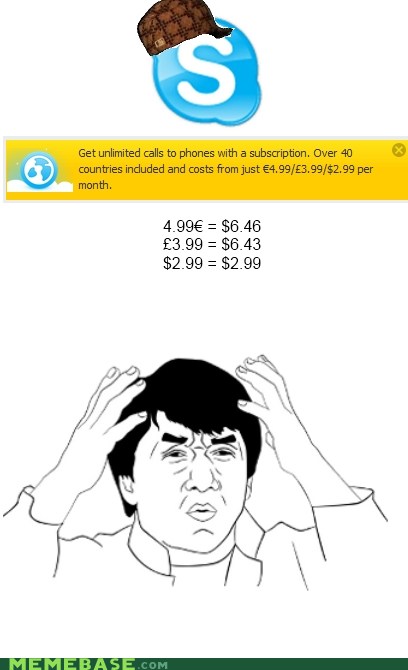 S
Get unlimited calls to phones with a subscription. Over 40
countries included and costs from just €4.99/£3.99/$2.99 per
month.
4.99€ = $6.46
£3.99 = $6.43
$2.99 = $2.99
MEMEBASE.COM